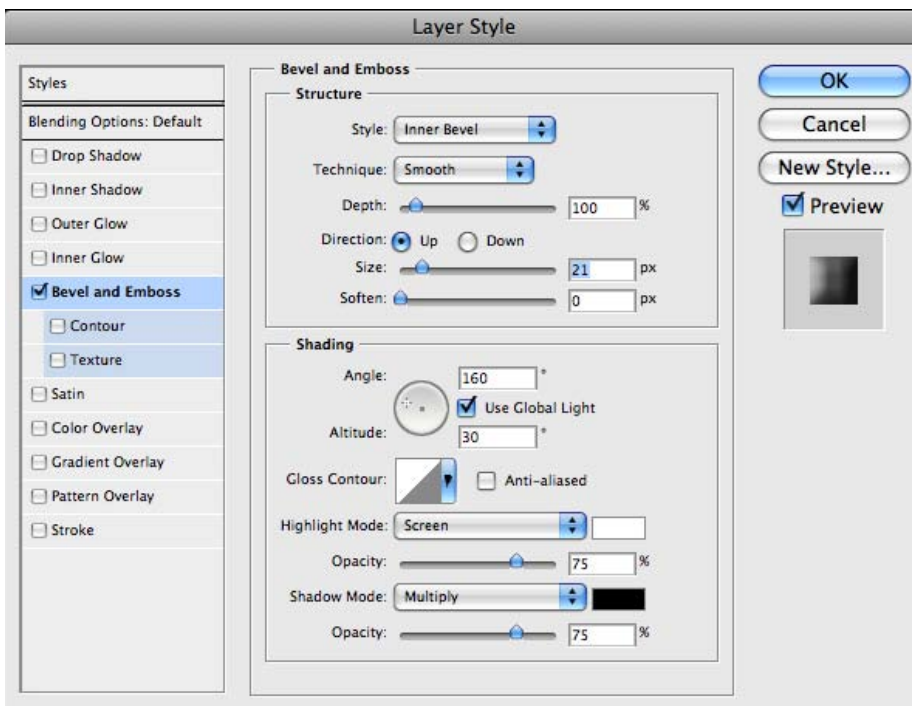 Layer Style
Styles
Blending Options: Default
Drop Shadow
Inner Shadow
Outer Glow
Inner Glow
Bevel and Emboss
Contour
Texture
Satin
Color Overlay
Gradient Overlay
Pattern Overlay
Stroke
Bevel and Emboss
Structure
Style: Inner Bevel
Technique: Smooth
Depth: 100 %
Direction: Up Down
Size: 21 px
Soften: 0 px
Shading
Angle: 160 °
Use Global Light
Altitude: 30 °
Gloss Contour: Anti-aliased
Highlight Mode: Screen
Opacity: 75 %
Shadow Mode: Multiply
Opacity: 75 %
OK
Cancel
New Style...
Preview